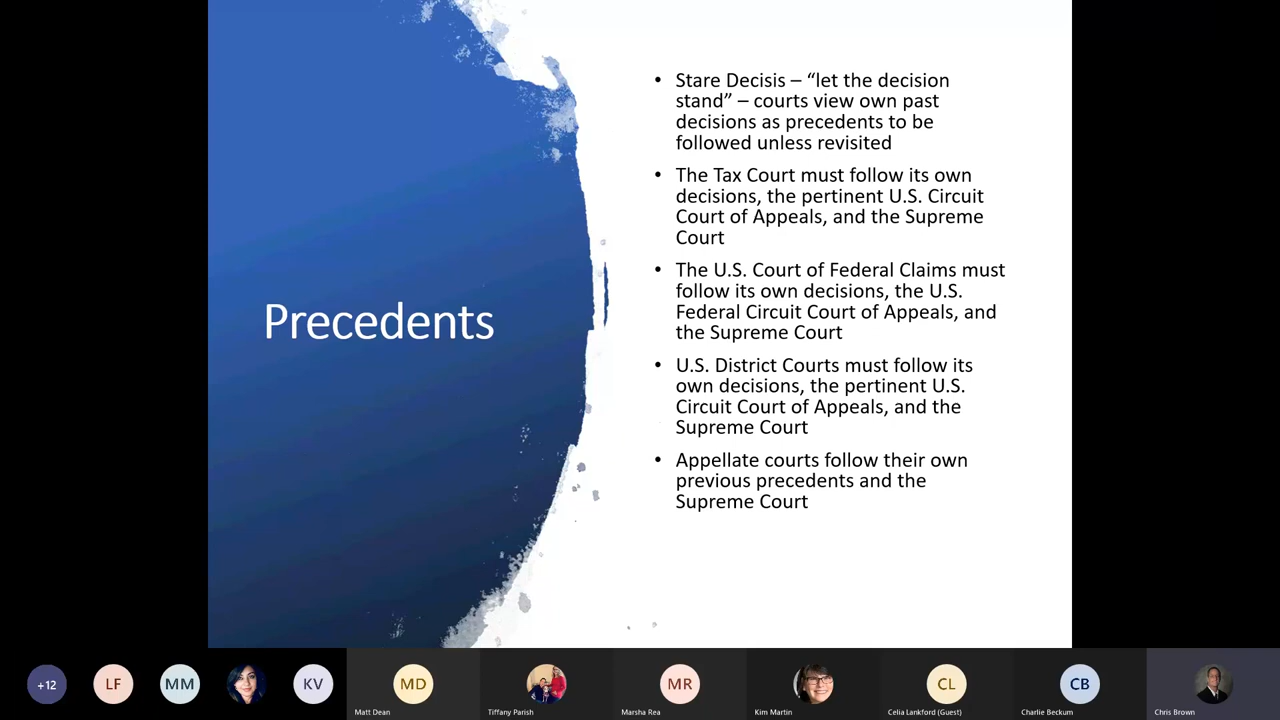 Precedents
• Stare Decisis – “let the decision
stand” – courts view own past
decisions as precedents to be
followed unless revisited
• The Tax Court must follow its own
decisions, the pertinent U.S. Circuit
Court of Appeals, and the Supreme
Court
• The U.S. Court of Federal Claims must
follow its own decisions, the U.S.
Federal Circuit Court of Appeals, and
the Supreme Court
• U.S. District Courts must follow its
own decisions, the pertinent U.S.
Circuit Court of Appeals, and the
Supreme Court
• Appellate courts follow their own
previous precedents and the
Supreme Court
+12 LF MM KV MD MR CL CB
Matt Dean Tiffany Parish Marsha Rea Kim Martin Celia Lankford (Guest) Charlie Beckum Chris Brown